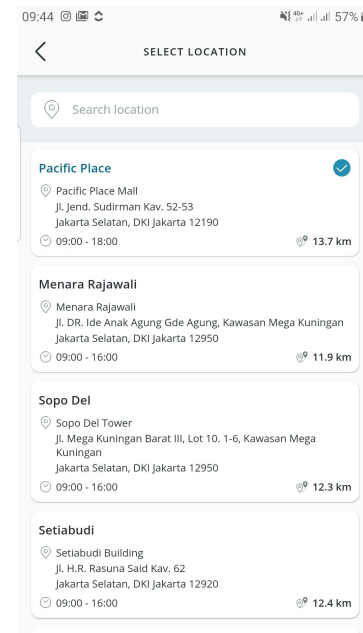 09:44 4G+ 57%
SELECT LOCATION
Search location
Pacific Place
Pacific Place Mall
Jl. Jend. Sudirman Kav. 52-53
Jakarta Selatan, DKI Jakarta 12190
09:00 - 18:00 13.7 km
Menara Rajawali
Menara Rajawali
Jl. DR. Ide Anak Agung Gde Agung, Kawasan Mega Kuningan
Jakarta Selatan, DKI Jakarta 12950
09:00 - 16:00 11.9 km
Sopo Del
Sopo Del Tower
Jl. Mega Kuningan Barat III, Lot 10. 1-6, Kawasan Mega
Kuningan
Jakarta Selatan, DKI Jakarta 12950
09:00 - 16:00 12.3 km
Setiabudi
Setiabudi Building
Jl. H.R. Rasuna Said Kav. 62
Jakarta Selatan, DKI Jakarta 12920
09:00 - 16:00 12.4 km